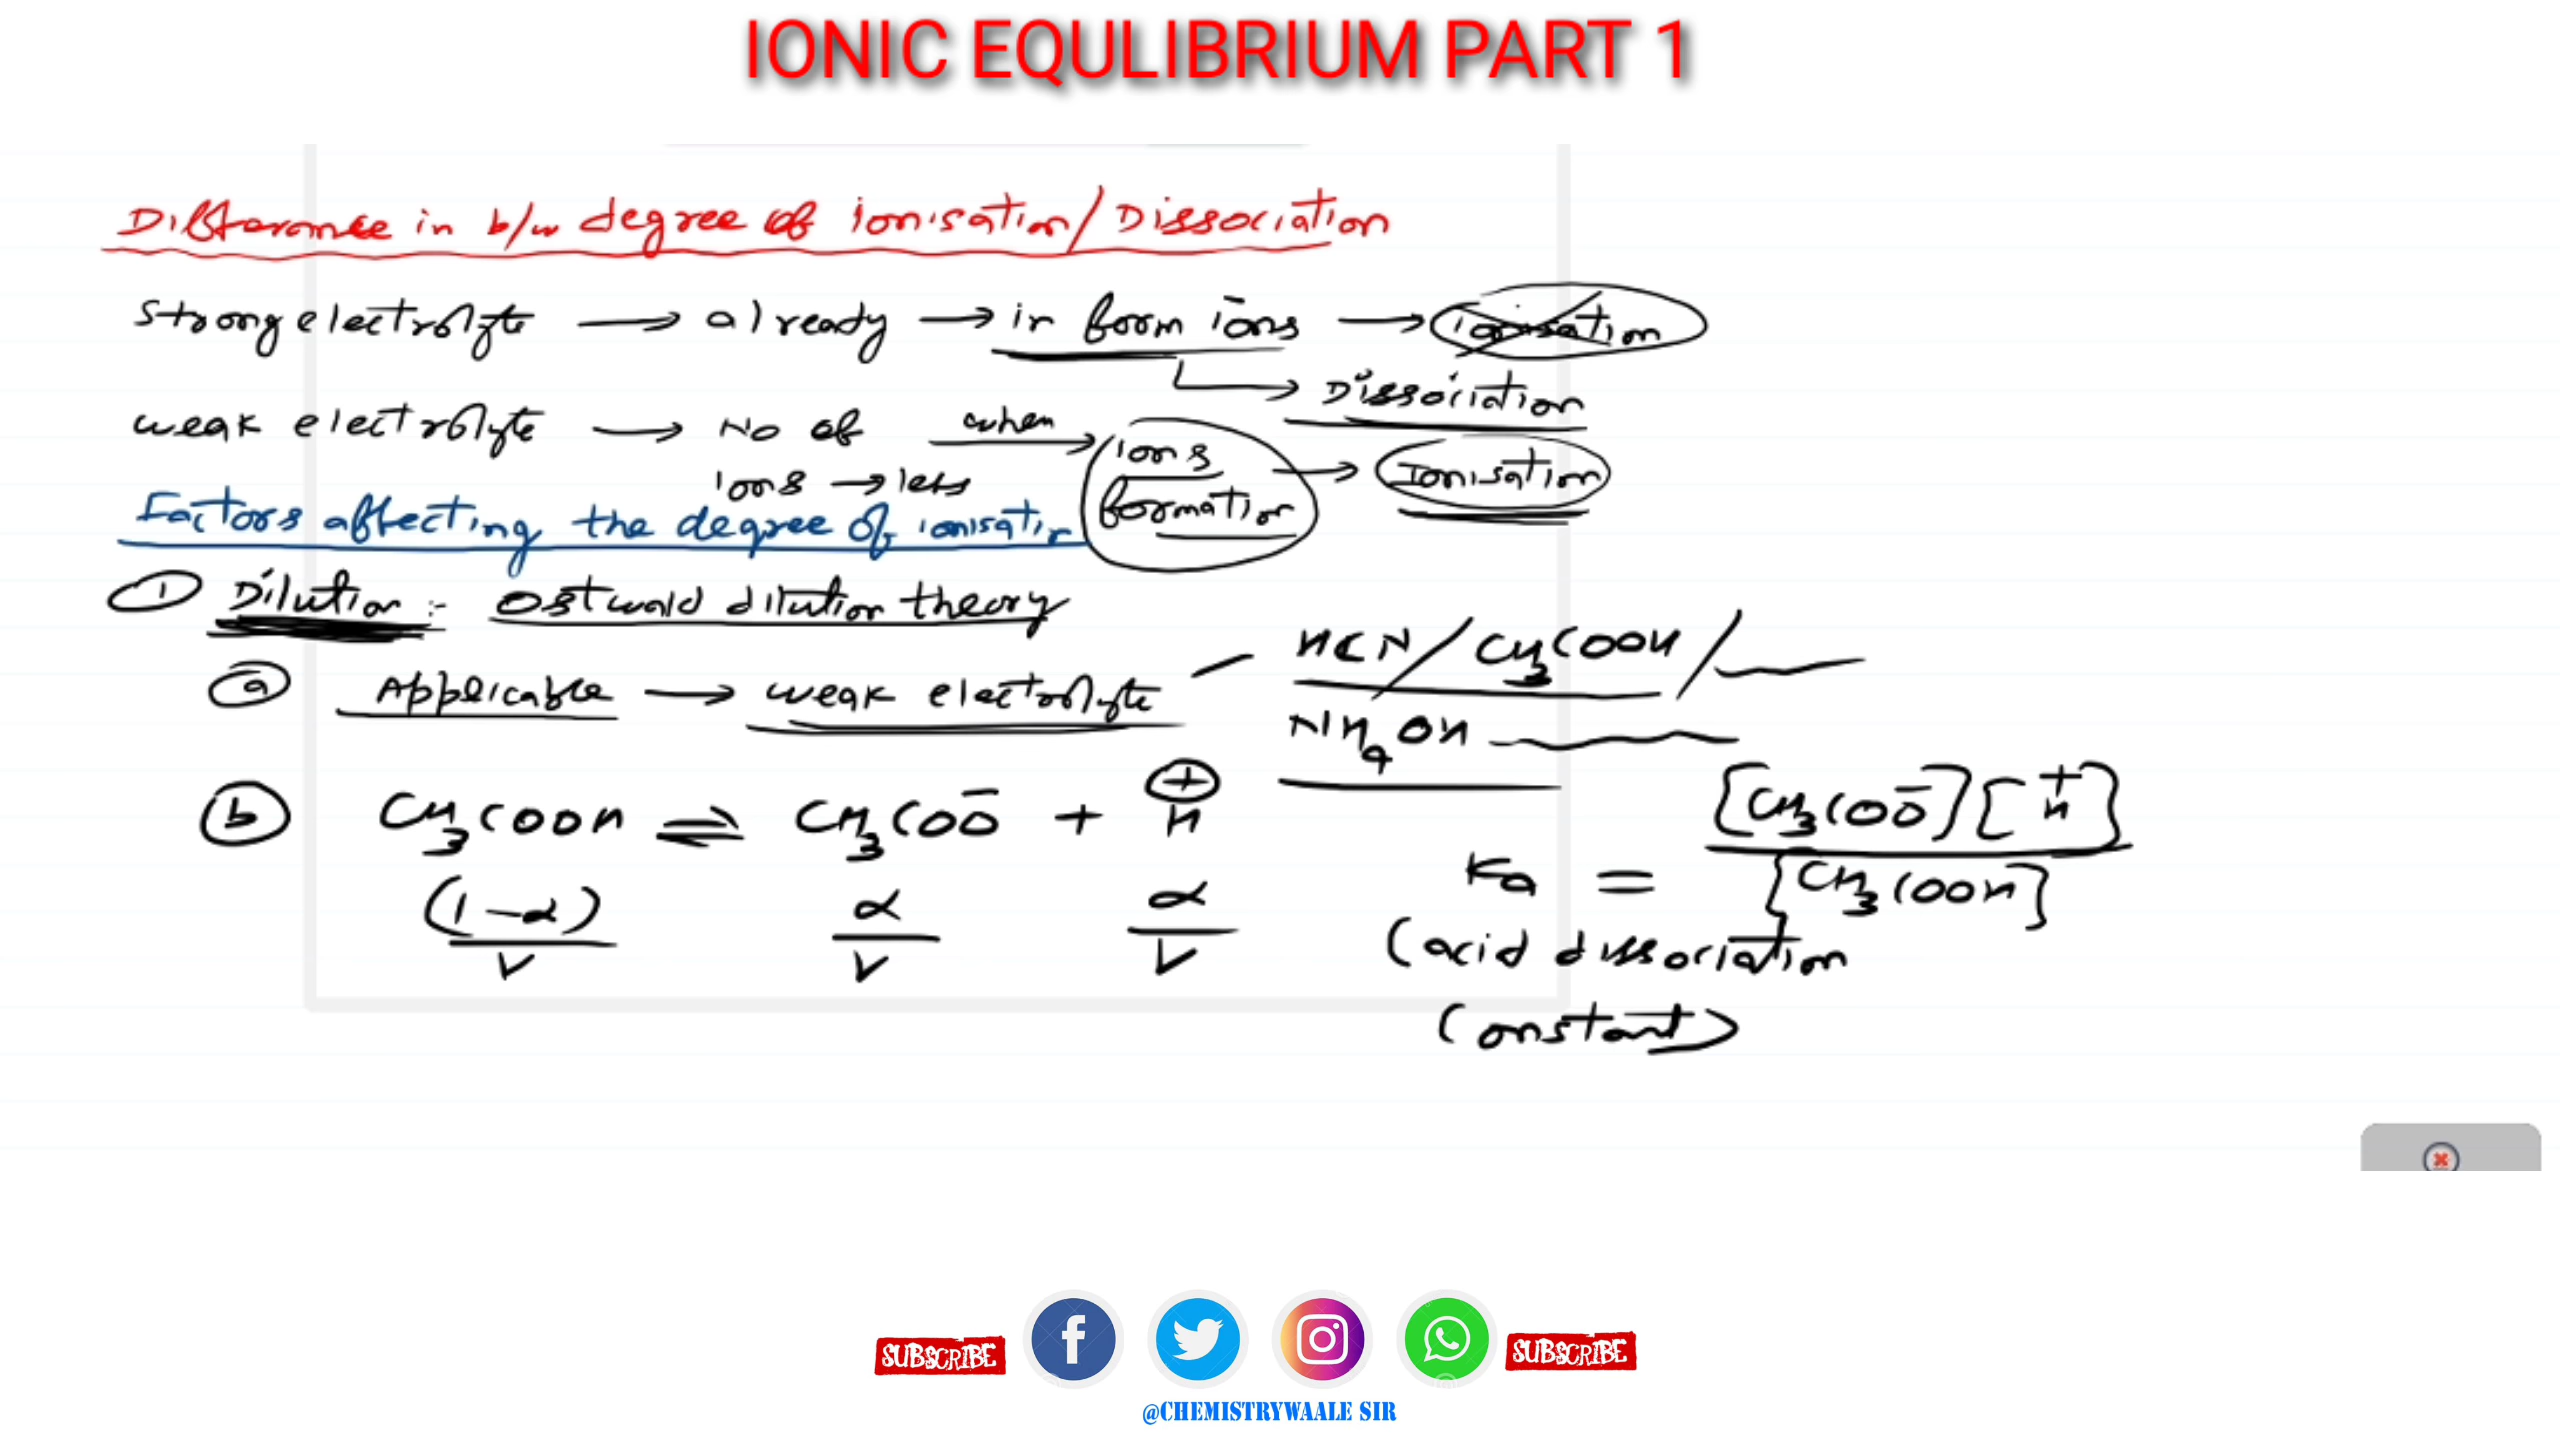 IONIC EQULIBRIUM PART 1
Difference in b/w degree of ionisation/Dissociation
Strong electrolyte → already → in form ions → ionisation
↳ Dissociation
weak electrolyte → No of ions → less when → ions formation → Ionisation
Factors affecting the degree of ionisatin
① Dilution :- Ostwald dilution theory
ⓐ Applicable → weak electrolyte – HCN/CH₃COOH/
NH₄OH
ⓑ CH₃COOH ⇌ CH₃COO⁻ + H⁺
(1-α)/V α/V α/V
Ka = [CH₃COO⁻][H⁺]/[CH₃COOH]
(acid dissociation
constant)
SUBSCRIBE SUBSCRIBE
@CHEMISTRYWAALE SIR